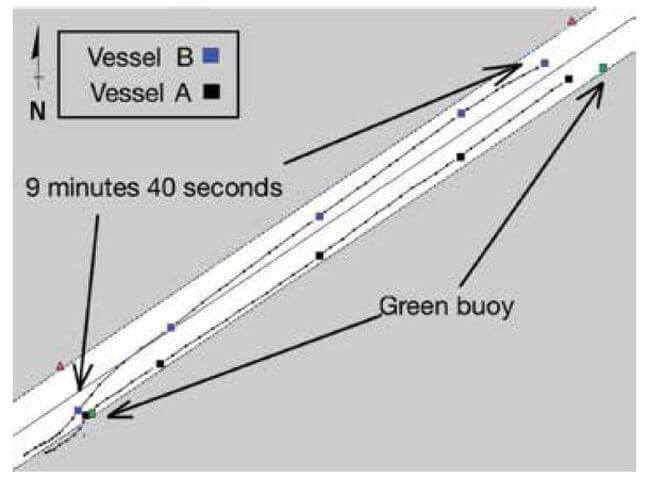 Vessel B
Vessel A
N
9 minutes 40 seconds
Green buoy